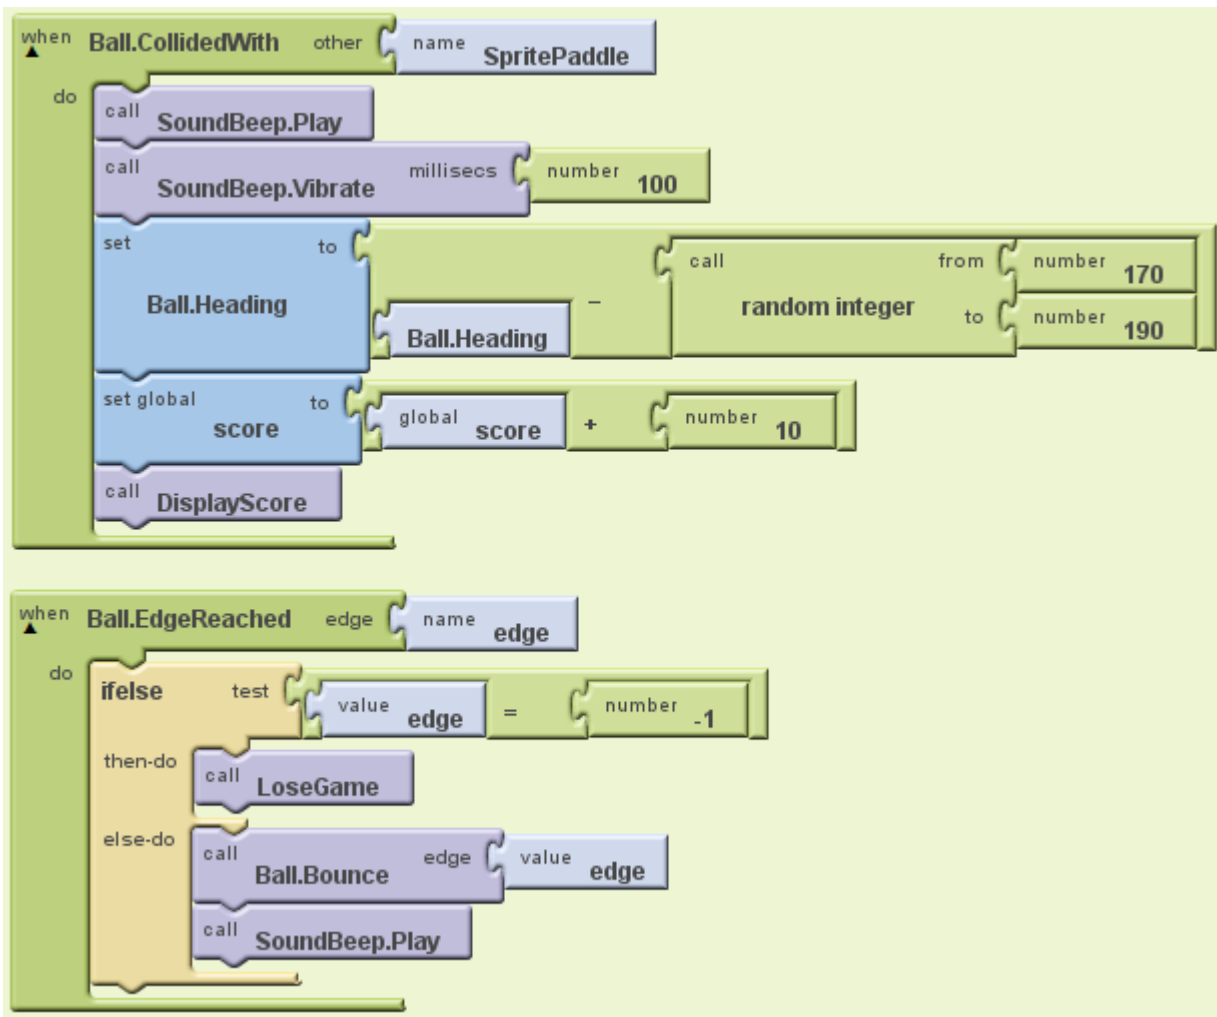 when Ball.CollidedWith other name SpritePaddle
do
call SoundBeep.Play
call SoundBeep.Vibrate millisecs number 100
set Ball.Heading to Ball.Heading - call random integer from number 170
to number 190
set global score to global score + number 10
call DisplayScore
when Ball.EdgeReached edge name edge
do
ifelse test value edge = number -1
then-do call LoseGame
else-do call Ball.Bounce edge value edge
call SoundBeep.Play